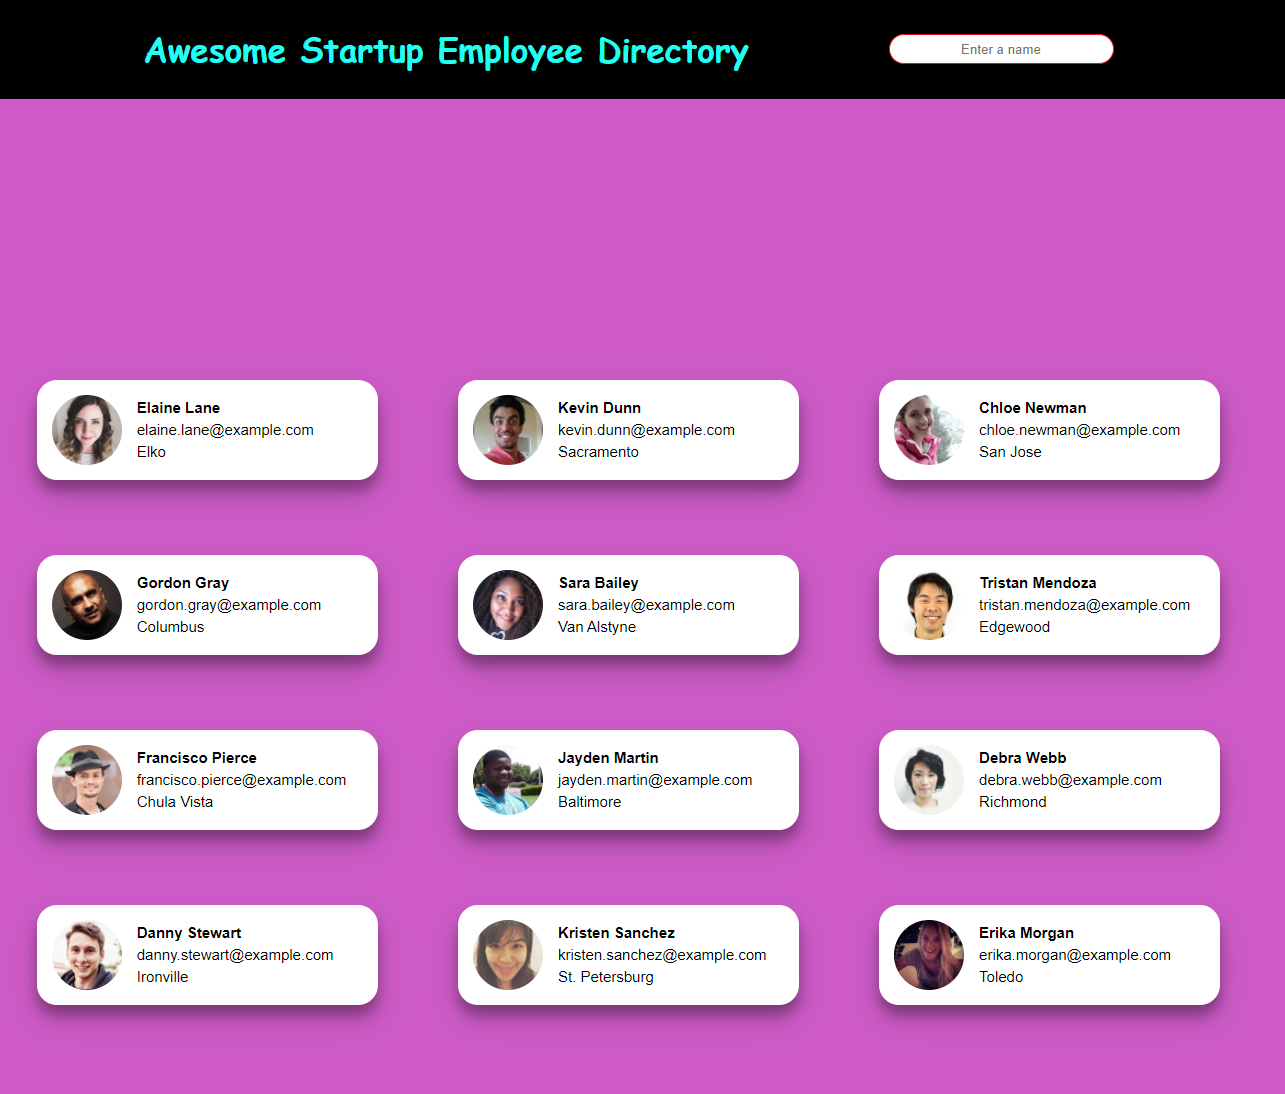 Awesome Startup Employee Directory
Enter a name
Elaine Lane
elaine.lane@example.com
Elko
Kevin Dunn
kevin.dunn@example.com
Sacramento
Chloe Newman
chloe.newman@example.com
San Jose
Gordon Gray
gordon.gray@example.com
Columbus
Sara Bailey
sara.bailey@example.com
Van Alstyne
Tristan Mendoza
tristan.mendoza@example.com
Edgewood
Francisco Pierce
francisco.pierce@example.com
Chula Vista
Jayden Martin
jayden.martin@example.com
Baltimore
Debra Webb
debra.webb@example.com
Richmond
Danny Stewart
danny.stewart@example.com
Ironville
Kristen Sanchez
kristen.sanchez@example.com
St. Petersburg
Erika Morgan
erika.morgan@example.com
Toledo